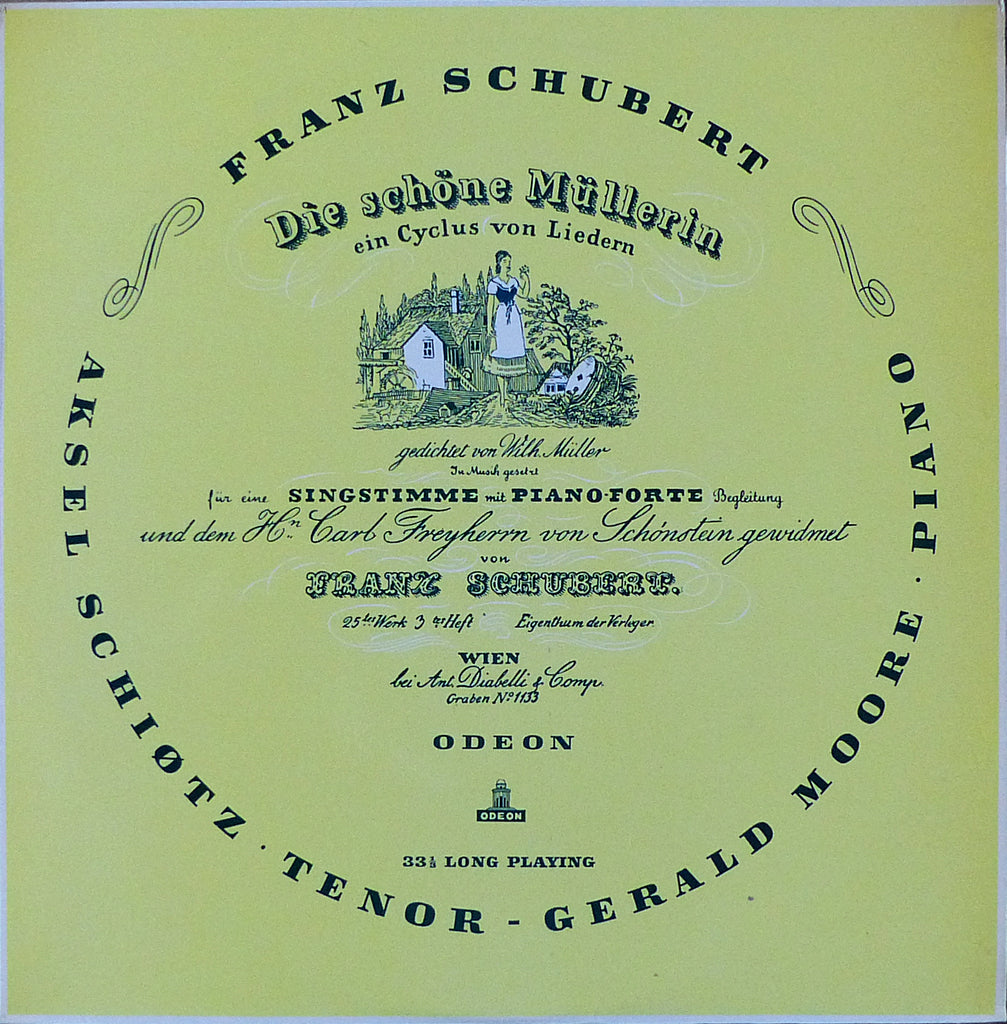 FRANZ SCHUBERT
Die schöne Müllerin
ein Cyclus von Liedern
gedichtet von Wilh. Müller
In Musik gesetzt
für eine SINGSTIMME mit PIANO-FORTE Begleitung
und dem Hn. Carl Freyherrn von Schönstein gewidmet
von
FRANZ SCHUBERT.
25tes Werk 3 tes Heft Eigenthum der Verleger
WIEN
bei Ant. Diabelli & Comp.
Graben No 1133
ODEON
ODEON
33⅓ LONG PLAYING
AKSEL SCHIØTZ · TENOR - GERALD MOORE · PIANO